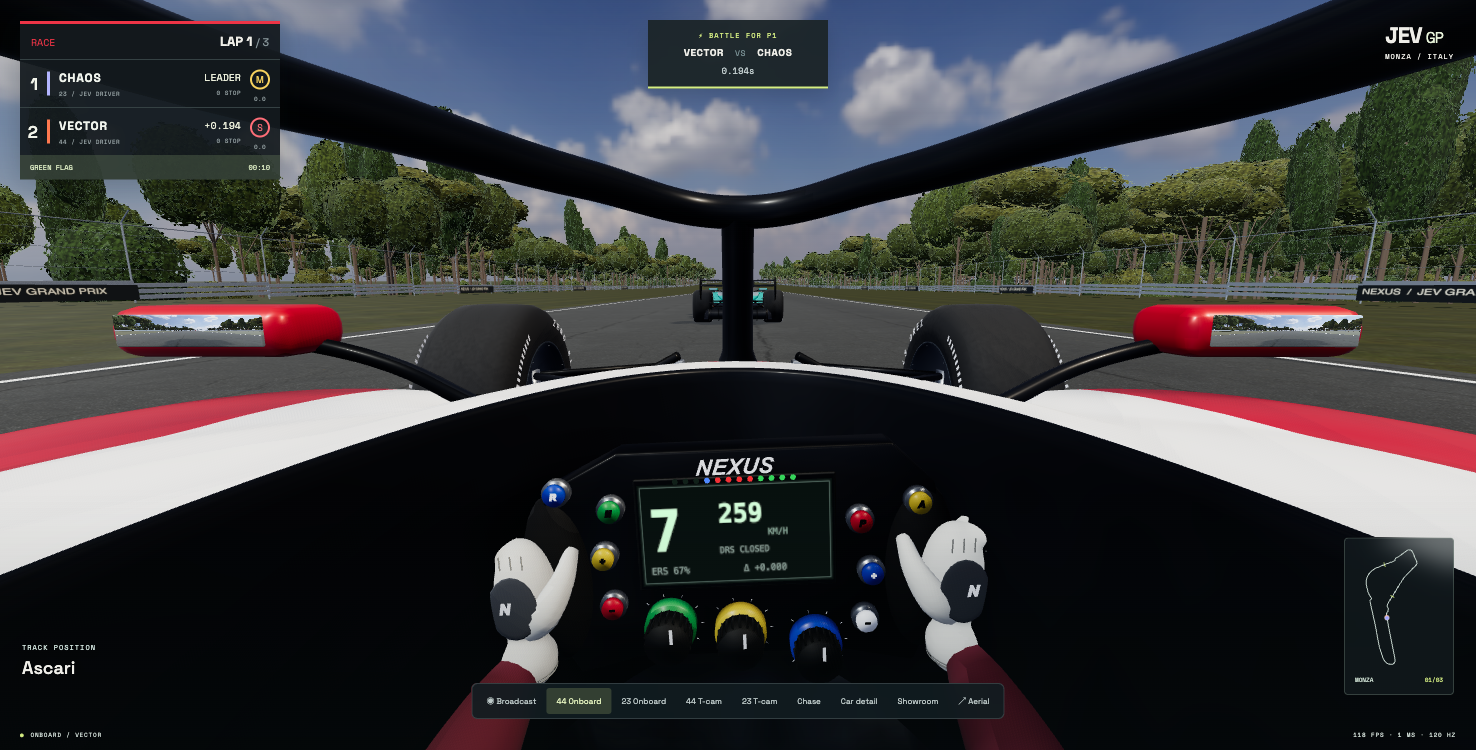 RACE
LAP 1 / 3
1 CHAOS LEADER M
23 / JEV DRIVER 0 STOP 0.0
2 VECTOR +0.194 S
44 / JEV DRIVER 0 STOP 0.0
GREEN FLAG 00:10
⚡ BATTLE FOR P1
VECTOR VS CHAOS
0.194s
JEV GP
MONZA / ITALY
JEV GRAND PRIX
NEXUS / JEV GRA
NEXUS
7 259
KM/H
DRS CLOSED
ERS 67% Δ +0.000
R
A
P
+
-
N
N
TRACK POSITION
Ascari
MONZA 01/03
Broadcast 44 Onboard 23 Onboard 44 T-cam 23 T-cam Chase Car detail Showroom Aerial
ONBOARD / VECTOR
118 FPS · 1 MS · 120 HZ